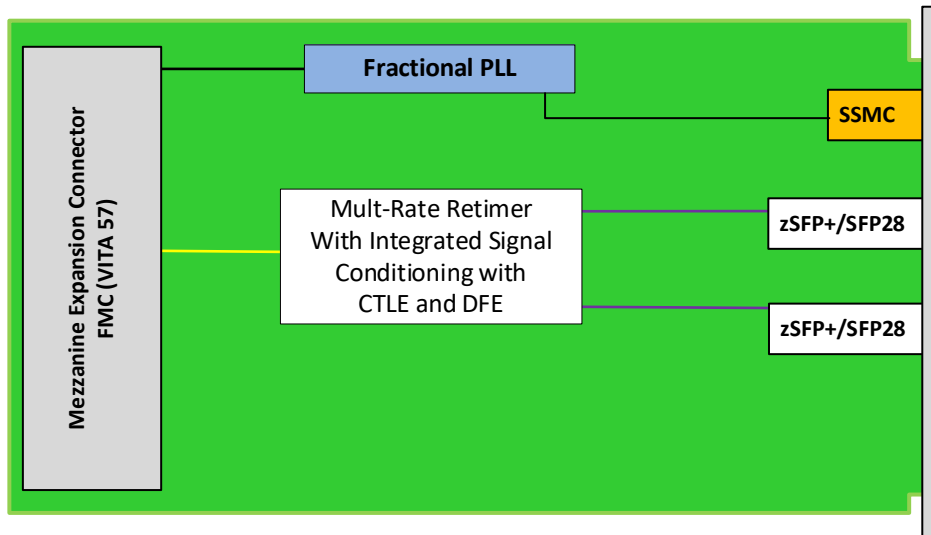 Fractional PLL
SSMC
Mezzanine Expansion Connector
FMC (VITA 57)
Mult-Rate Retimer
With Integrated Signal
Conditioning with
CTLE and DFE
zSFP+/SFP28
zSFP+/SFP28